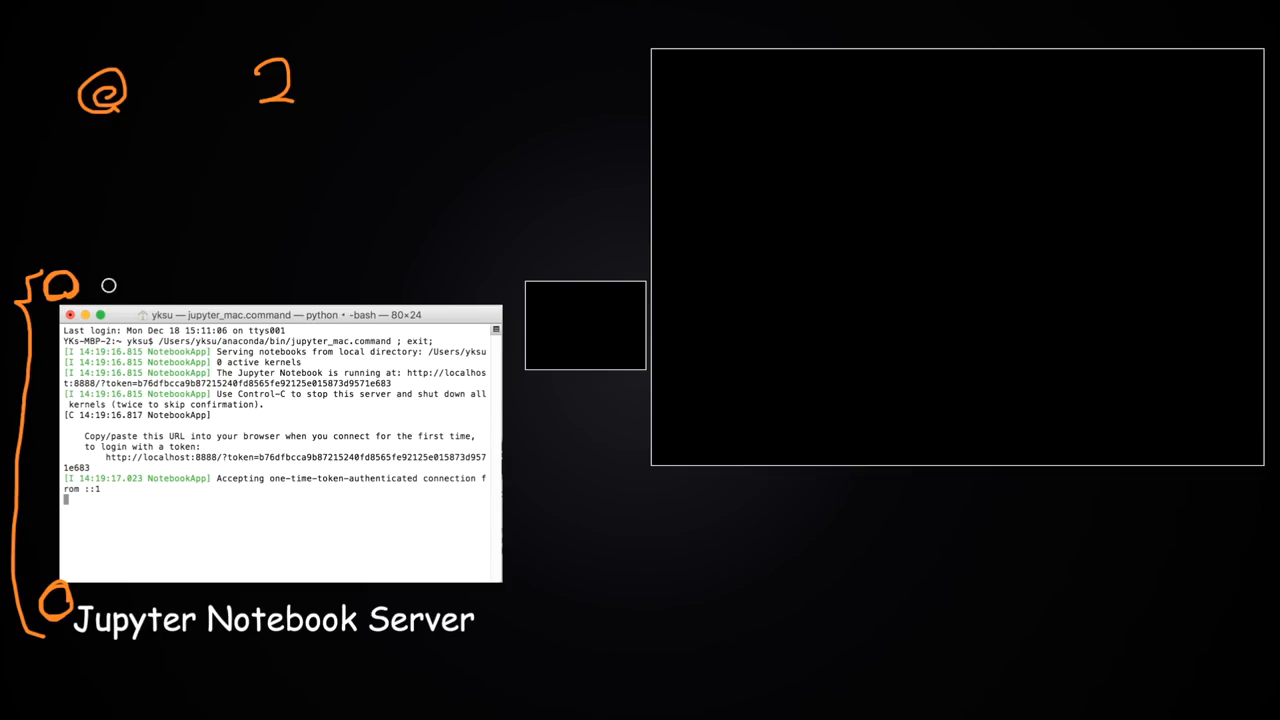 @ 2
yksu — jupyter_mac.command — python • -bash — 80×24
Last login: Mon Dec 18 15:11:06 on ttys001
YKs-MBP-2:~ yksu$ /Users/yksu/anaconda/bin/jupyter_mac.command ; exit;
[I 14:19:16.815 NotebookApp] Serving notebooks from local directory: /Users/yksu
[I 14:19:16.815 NotebookApp] 0 active kernels
[I 14:19:16.815 NotebookApp] The Jupyter Notebook is running at: http://localhos
t:8888/?token=b76dfbcca9b87215240fd8565fe92125e015873d9571e683
[I 14:19:16.815 NotebookApp] Use Control-C to stop this server and shut down all
kernels (twice to skip confirmation).
[C 14:19:16.817 NotebookApp]
Copy/paste this URL into your browser when you connect for the first time,
to login with a token:
http://localhost:8888/?token=b76dfbcca9b87215240fd8565fe92125e015873d957
1e683
[I 14:19:17.023 NotebookApp] Accepting one-time-token-authenticated connection f
rom ::1
Jupyter Notebook Server